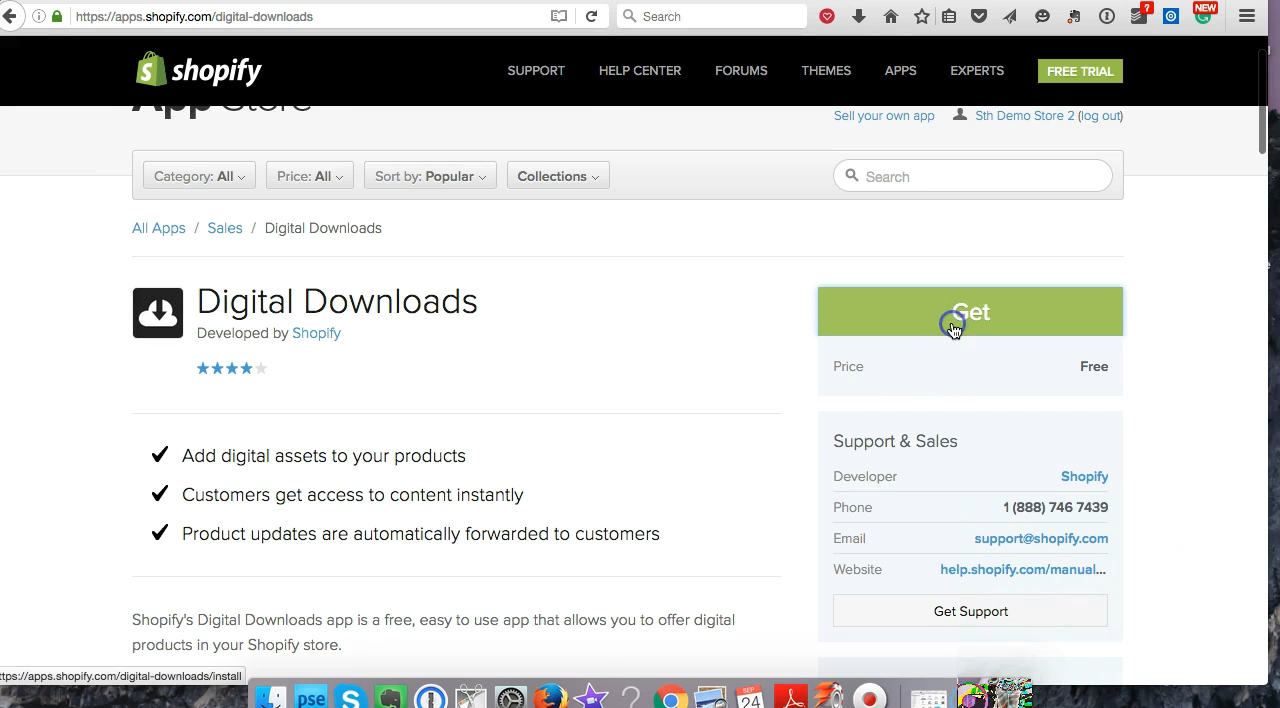 https://apps.shopify.com/digital-downloads
Search
?
NEW
shopify
SUPPORT
HELP CENTER
FORUMS
THEMES
APPS
EXPERTS
FREE TRIAL
App Store
Sell your own app
Sth Demo Store 2 (log out)
Category: All
Price: All
Sort by: Popular
Collections
Search
All Apps / Sales / Digital Downloads
Digital Downloads
Developed by Shopify
Get
Price Free
Add digital assets to your products
Customers get access to content instantly
Product updates are automatically forwarded to customers
Support & Sales
Developer Shopify
Phone 1 (888) 746 7439
Email support@shopify.com
Website help.shopify.com/manual...
Get Support
Shopify's Digital Downloads app is a free, easy to use app that allows you to offer digital
products in your Shopify store.
ttps://apps.shopify.com/digital-downloads/install
pse
SEP
24